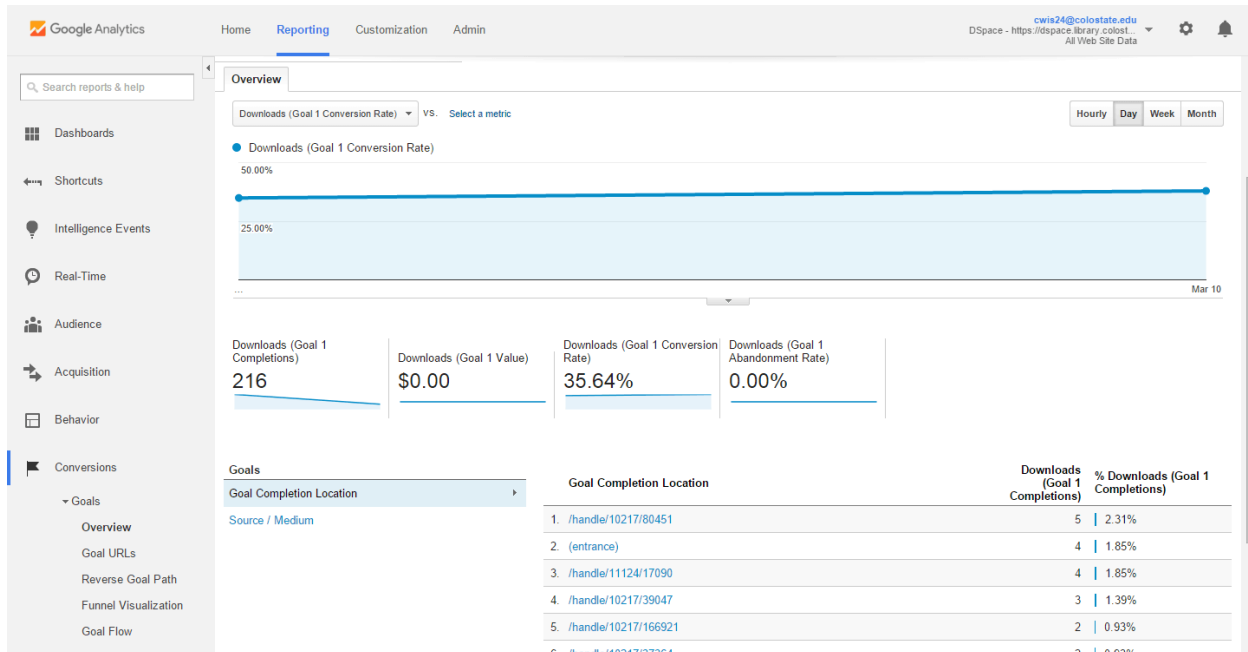 Google Analytics
Home Reporting Customization Admin
cwis24@colostate.edu
DSpace - https://dspace.library.colost...
All Web Site Data
Search reports & help
Dashboards
Shortcuts
Intelligence Events
Real-Time
Audience
Acquisition
Behavior
Conversions
Goals
Overview
Goal URLs
Reverse Goal Path
Funnel Visualization
Goal Flow
Overview
Downloads (Goal 1 Conversion Rate) VS. Select a metric
Hourly Day Week Month
Downloads (Goal 1 Conversion Rate)
50.00%
25.00%
...
Mar 10
Downloads (Goal 1
Completions)
216
Downloads (Goal 1 Value)
$0.00
Downloads (Goal 1 Conversion
Rate)
35.64%
Downloads (Goal 1
Abandonment Rate)
0.00%
Goals
Goal Completion Location
Source / Medium
Goal Completion Location
Downloads
(Goal 1
Completions)
% Downloads (Goal 1
Completions)
1. /handle/10217/80451 5 2.31%
2. (entrance) 4 1.85%
3. /handle/11124/17090 4 1.85%
4. /handle/10217/39047 3 1.39%
5. /handle/10217/166921 2 0.93%